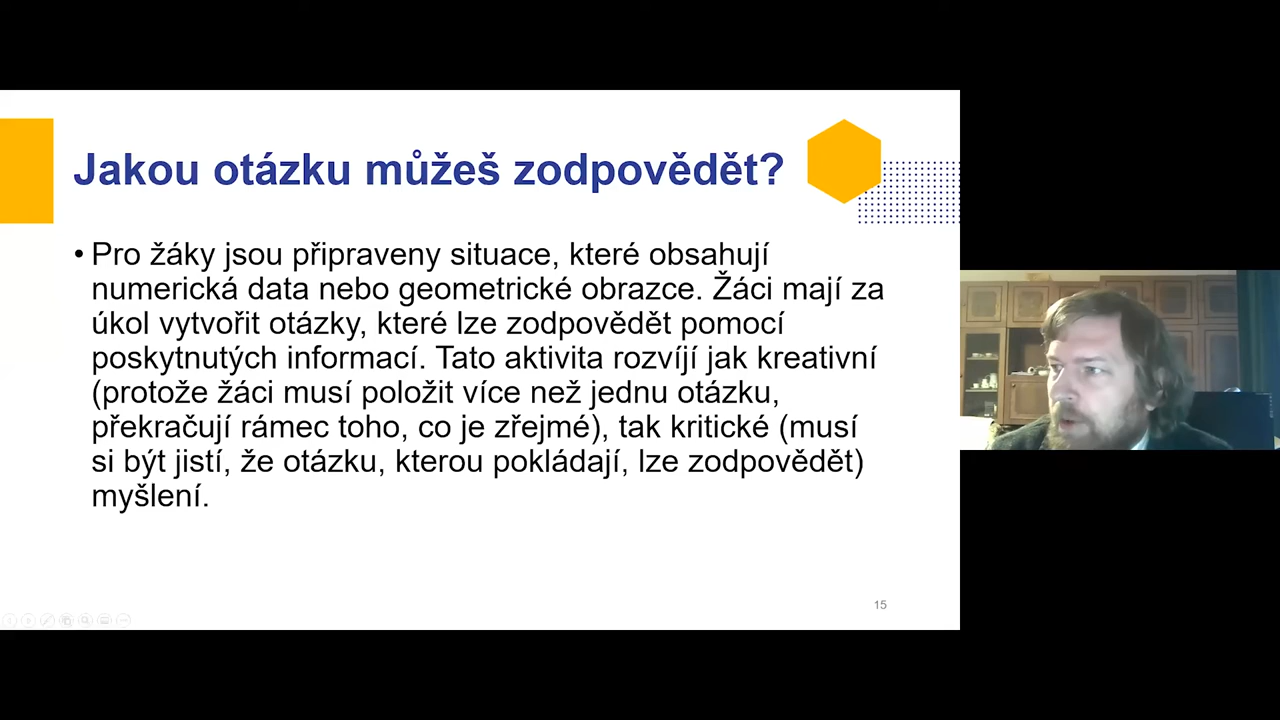 Jakou otázku můžeš zodpovědět?
• Pro žáky jsou připraveny situace, které obsahují
numerická data nebo geometrické obrazce. Žáci mají za
úkol vytvořit otázky, které lze zodpovědět pomocí
poskytnutých informací. Tato aktivita rozvíjí jak kreativní
(protože žáci musí položit více než jednu otázku,
překračují rámec toho, co je zřejmé), tak kritické (musí
si být jistí, že otázku, kterou pokládají, lze zodpovědět)
myšlení.
15